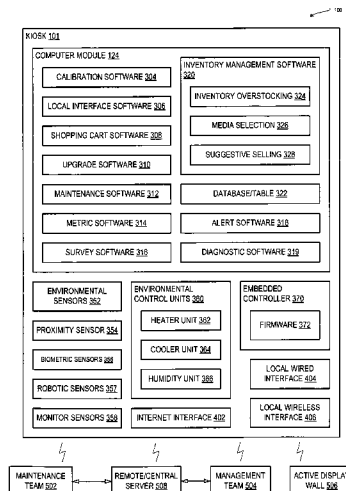 100
KIOSK 101
COMPUTER MODULE 124
CALIBRATION SOFTWARE 304
LOCAL INTERFACE SOFTWARE 306
SHOPPING CART SOFTWARE 308
UPGRADE SOFTWARE 310
MAINTENANCE SOFTWARE 312
METRIC SOFTWARE 314
SURVEY SOFTWARE 316
INVENTORY MANAGEMENT SOFTWARE
320
INVENTORY OVERSTOCKING 324
MEDIA SELECTION 326
SUGGESTIVE SELLING 328
DATABASE/TABLE 322
ALERT SOFTWARE 318
DIAGNOSTIC SOFTWARE 319
ENVIRONMENTAL
SENSORS 352
PROXIMITY SENSOR 354
BIOMETRIC SENSORS 356
ROBOTIC SENSORS 357
MONITOR SENSORS 358
ENVIRONMENTAL
CONTROL UNITS 360
HEATER UNIT 362
COOLER UNIT 364
HUMIDITY UNIT 366
INTERNET INTERFACE 402
EMBEDDED
CONTROLLER 370
FIRMWARE 372
LOCAL WIRED
INTERFACE 404
LOCAL WIRELESS
INTERFACE 406
MAINTENANCE
TEAM 502
REMOTE/CENTRAL
SERVER 508
MANAGEMENT
TEAM 504
ACTIVE DISPLAY
WALL 506